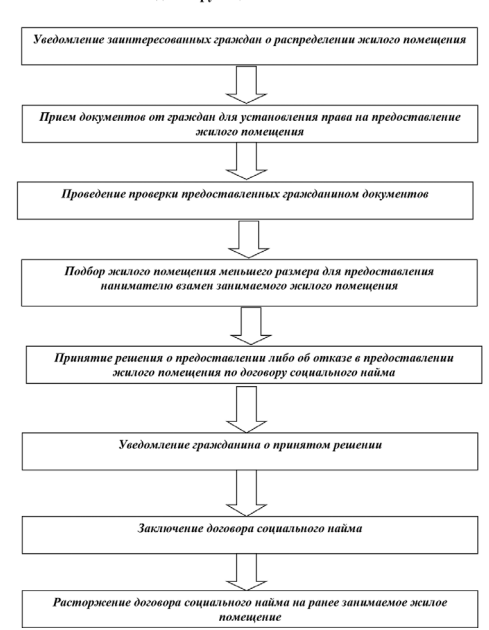 Уведомление заинтересованных граждан о распределении жилого помещения
Прием документов от граждан для установления права на предоставление
жилого помещения
Проведение проверки предоставленных гражданином документов
Подбор жилого помещения меньшего размера для предоставления
нанимателю взамен занимаемого жилого помещения
Принятие решения о предоставлении либо об отказе в предоставлении
жилого помещения по договору социального найма
Уведомление гражданина о принятом решении
Заключение договора социального найма
Расторжение договора социального найма на ранее занимаемое жилое
помещение